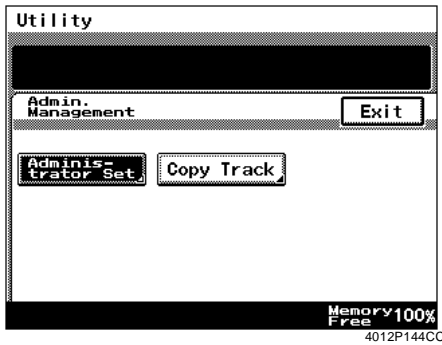 Utility
Admin.
Management
Exit
Adminis-
trator Set
Copy Track
Memory
Free 100%
4012P144CC